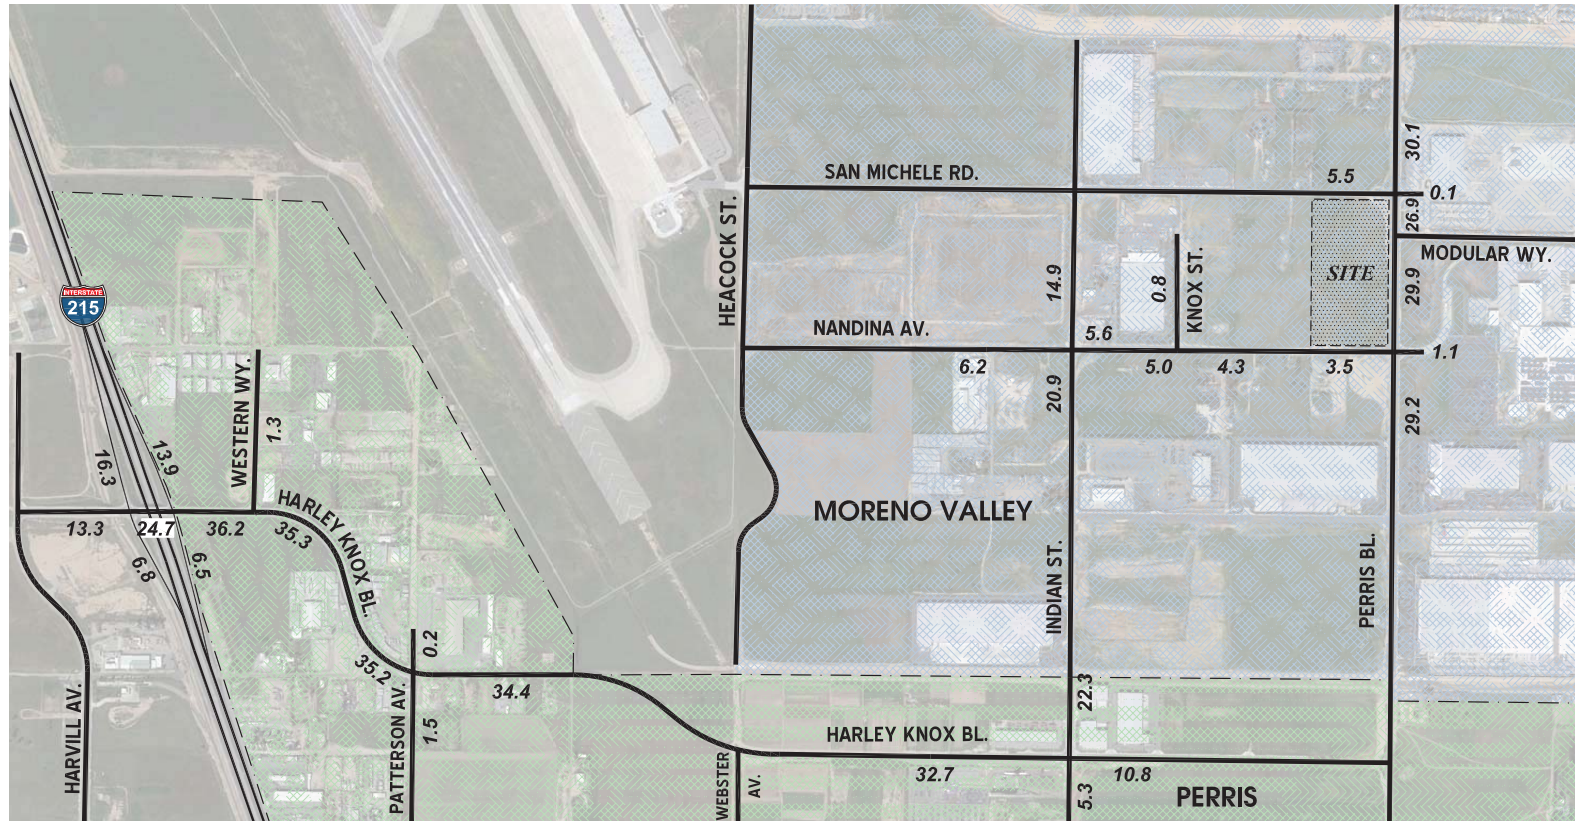 30.1
SAN MICHELE RD.
5.5
0.1
26.9
HEACOCK ST.
SITE
MODULAR WY.
INTERSTATE
215
14.9
0.8
KNOX ST.
29.9
NANDINA AV.
5.6
1.1
6.2
5.0
4.3
3.5
WESTERN WY.
1.3
20.9
29.2
16.3
13.9
HARLEY KNOX BL.
MORENO VALLEY
13.3
24.7
36.2
35.3
6.8
6.5
INDIAN ST.
PERRIS BL.
0.2
35.2
34.4
22.3
HARVILL AV.
PATTERSON AV.
1.5
HARLEY KNOX BL.
WEBSTER
AV.
32.7
10.8
5.3
PERRIS